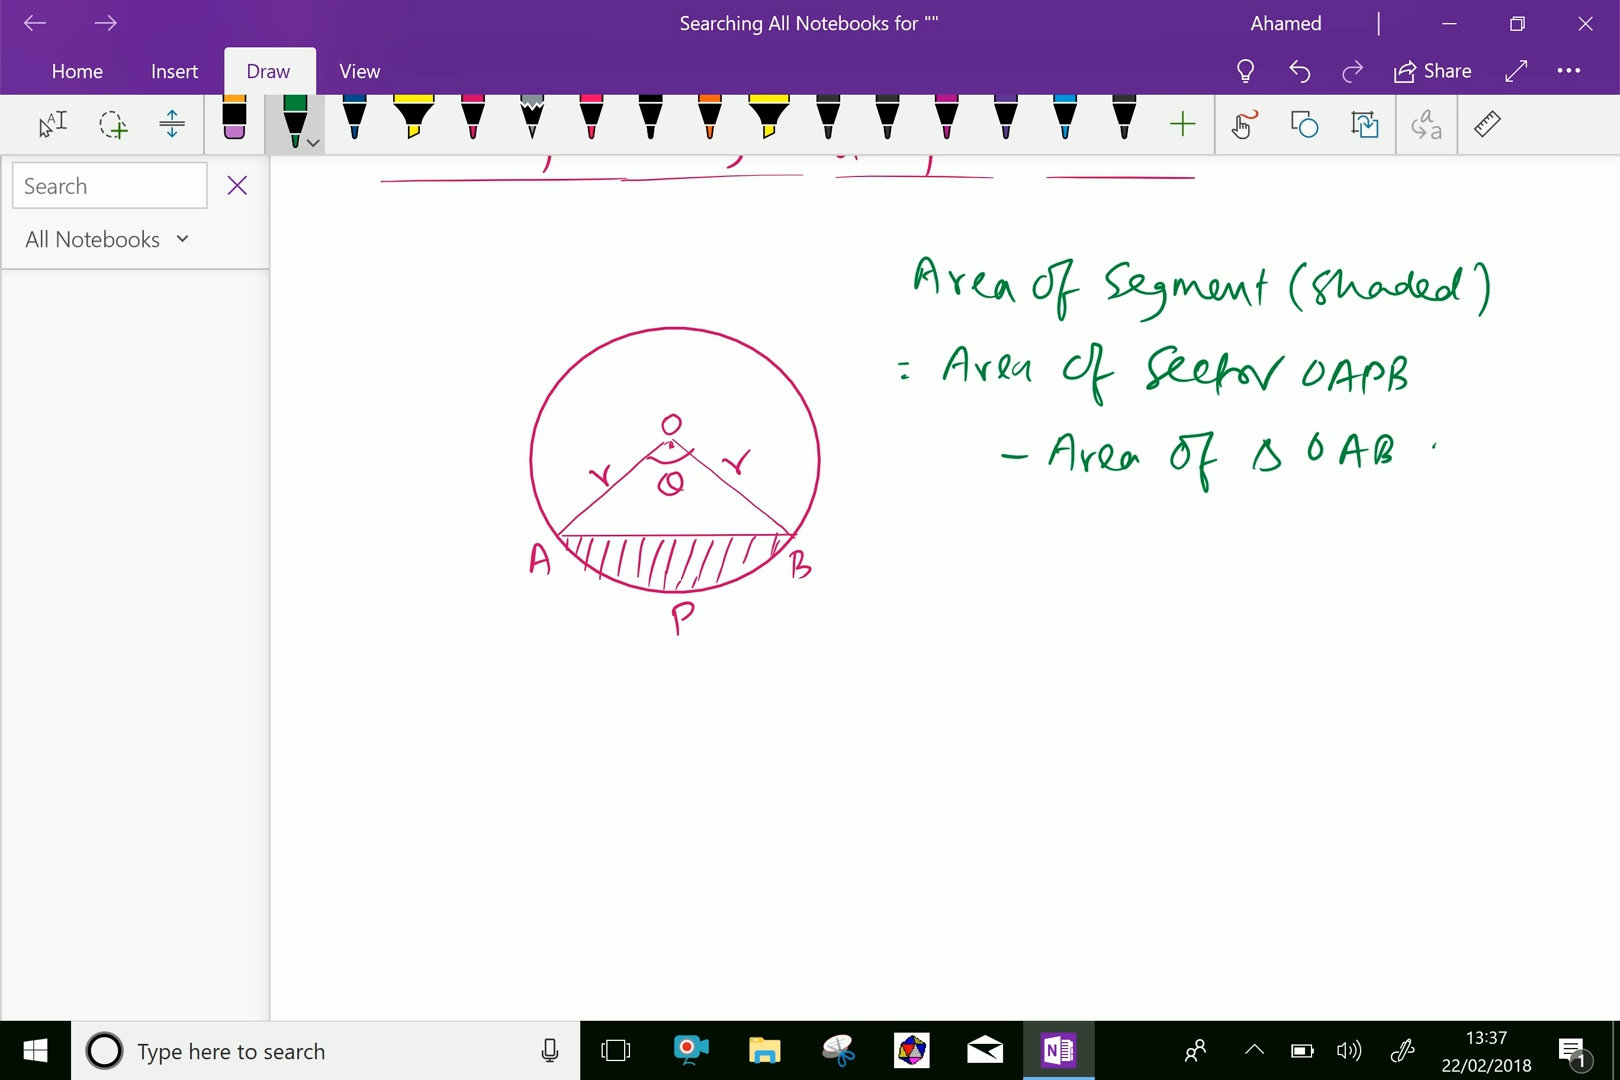 Searching All Notebooks for ""
Ahamed
Home Insert Draw View
Share
Search
All Notebooks
Area of Segment (Shaded)
= Area of Sector OAPB
- Area of Δ OAB .
O
r r
θ
A B
P
Type here to search
13:37
22/02/2018
1